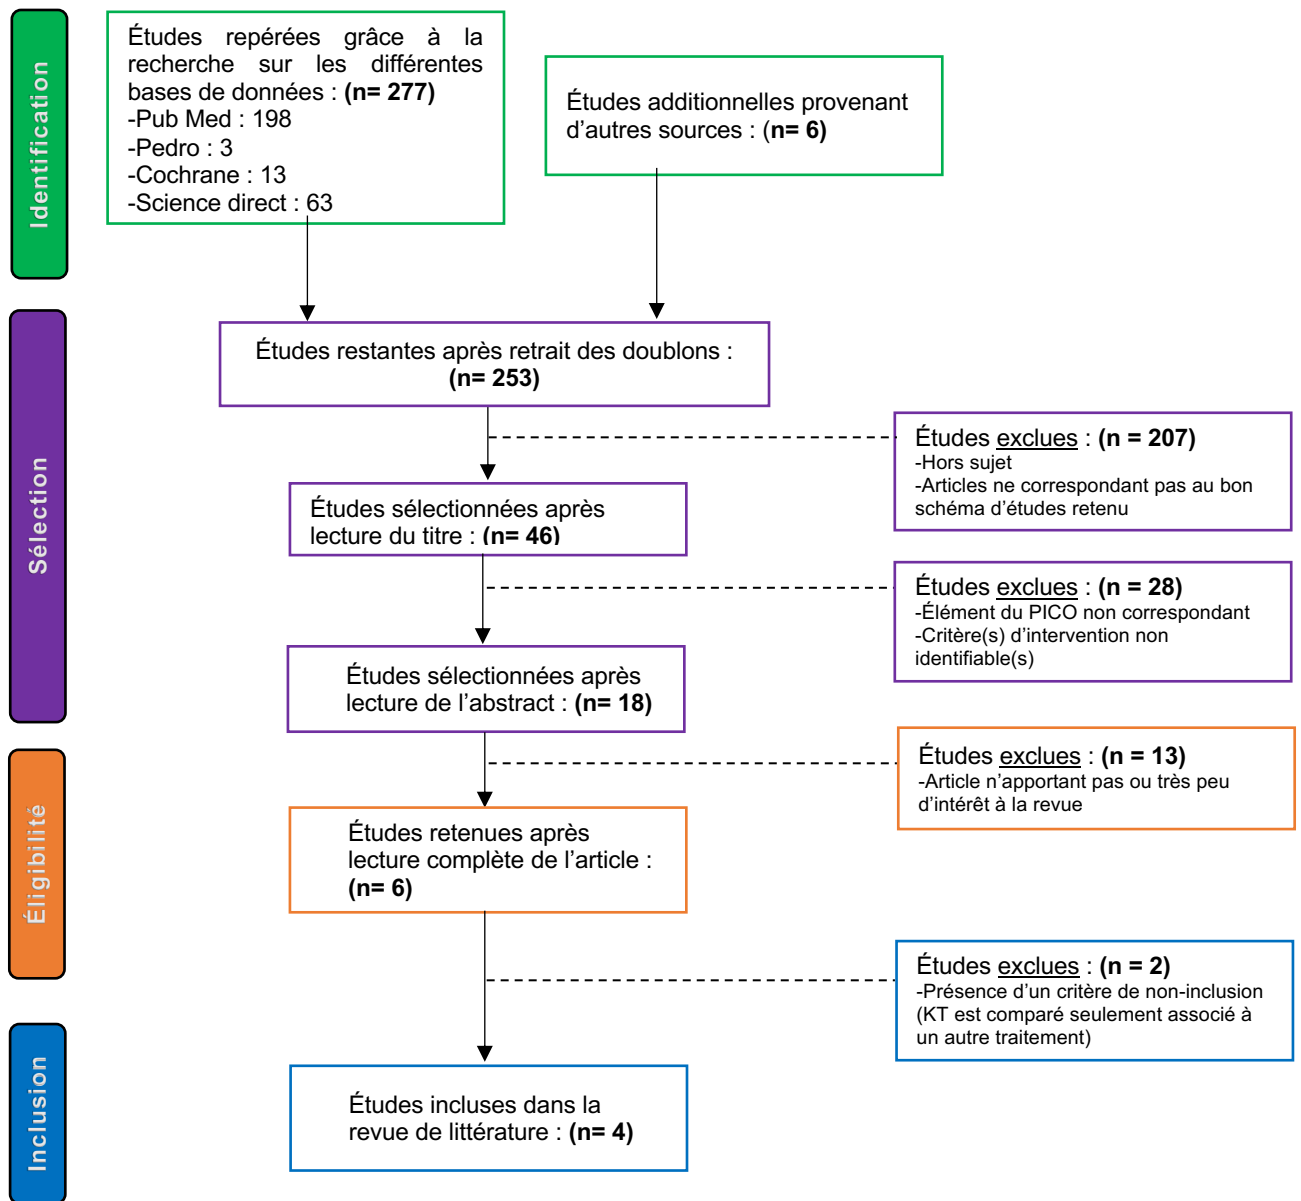 Identification
Études repérées grâce à la
recherche sur les différentes
bases de données : (n= 277)
-Pub Med : 198
-Pedro : 3
-Cochrane : 13
-Science direct : 63
Études additionnelles provenant
d’autres sources : (n= 6)
Sélection
Études restantes après retrait des doublons :
(n= 253)
Études exclues : (n = 207)
-Hors sujet
-Articles ne correspondant pas au bon
schéma d’études retenu
Études sélectionnées après
lecture du titre : (n= 46)
Études exclues : (n = 28)
-Élément du PICO non correspondant
-Critère(s) d’intervention non
identifiable(s)
Études sélectionnées après
lecture de l’abstract : (n= 18)
Éligibilité
Études exclues : (n = 13)
-Article n’apportant pas ou très peu
d’intérêt à la revue
Études retenues après
lecture complète de l’article :
(n= 6)
Études exclues : (n = 2)
-Présence d’un critère de non-inclusion
(KT est comparé seulement associé à
un autre traitement)
Inclusion
Études incluses dans la
revue de littérature : (n= 4)